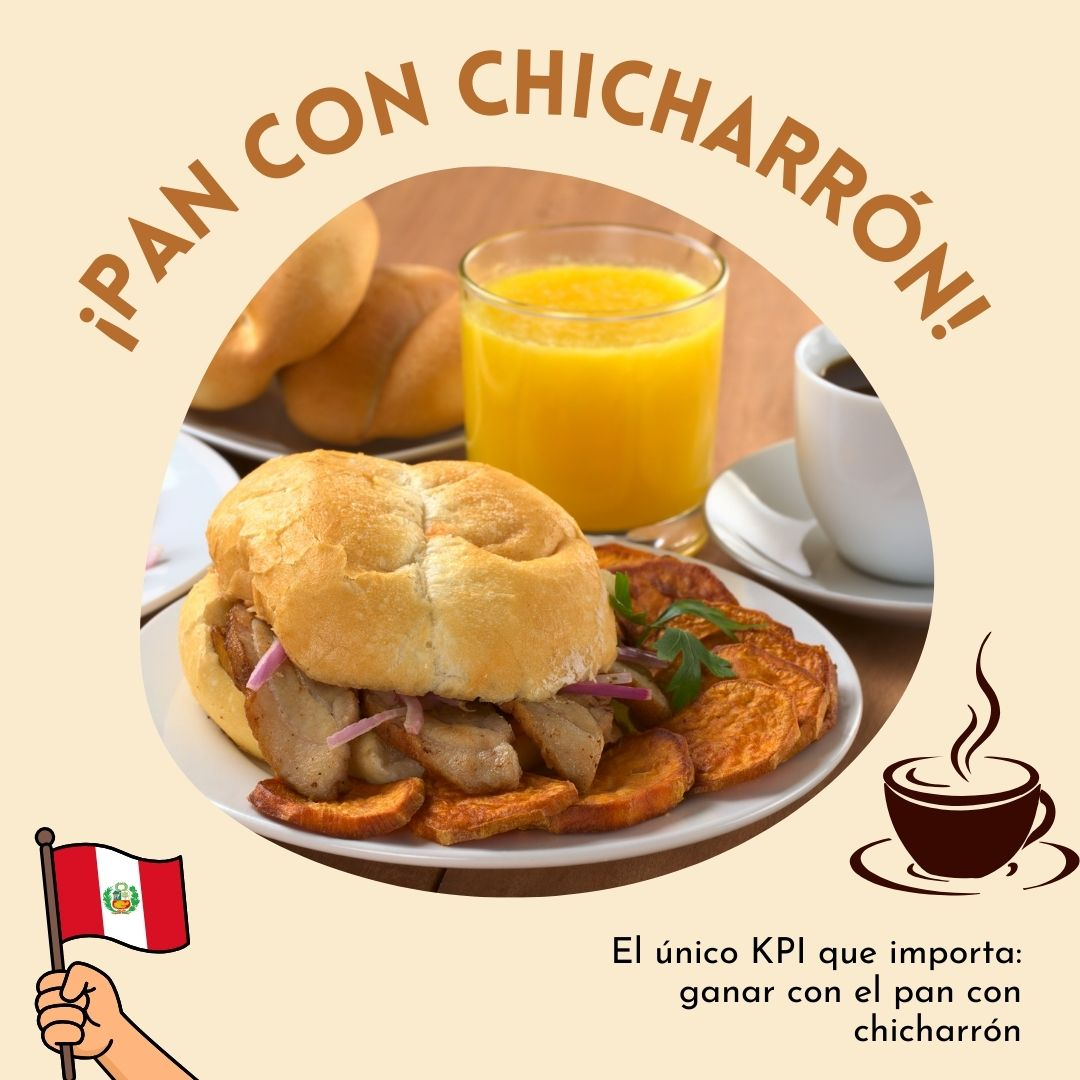 ¡PAN CON CHICHARRÓN!
El único KPI que importa:
ganar con el pan con
chicharrón